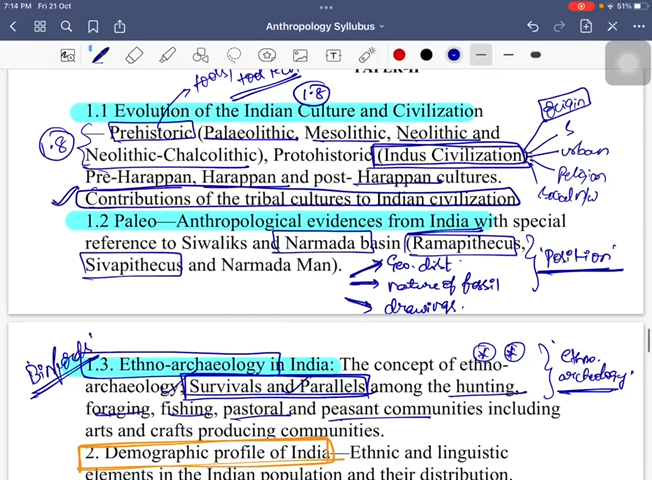 7:14 PM Fri 21 Oct
51%
Anthropology Syllabus
tools/
PAPER-II
1.8
origin
1.1 Evolution of the Indian Culture and Civilization
— Prehistoric (Palaeolithic, Mesolithic, Neolithic and
1.8
Neolithic-Chalcolithic), Protohistoric (Indus Civilization):
urban
Pre-Harappan, Harappan and post- Harappan cultures.
Religion
Contributions of the tribal cultures to Indian civilization.
social n/w
1.2 Paleo—Anthropological evidences from India with special
reference to Siwaliks and Narmada basin (Ramapithecus,
Sivapithecus and Narmada Man).
'Position'
Geo. dist.
nature of fossil
drawings.
1.3. Ethno-archaeology in India: The concept of ethno-
archaeology; Survivals and Parallels among the hunting,
ethno.
archeology
foraging, fishing, pastoral and peasant communities including
arts and crafts producing communities.
2. Demographic profile of India—Ethnic and linguistic
elements in the Indian population and their distribution.